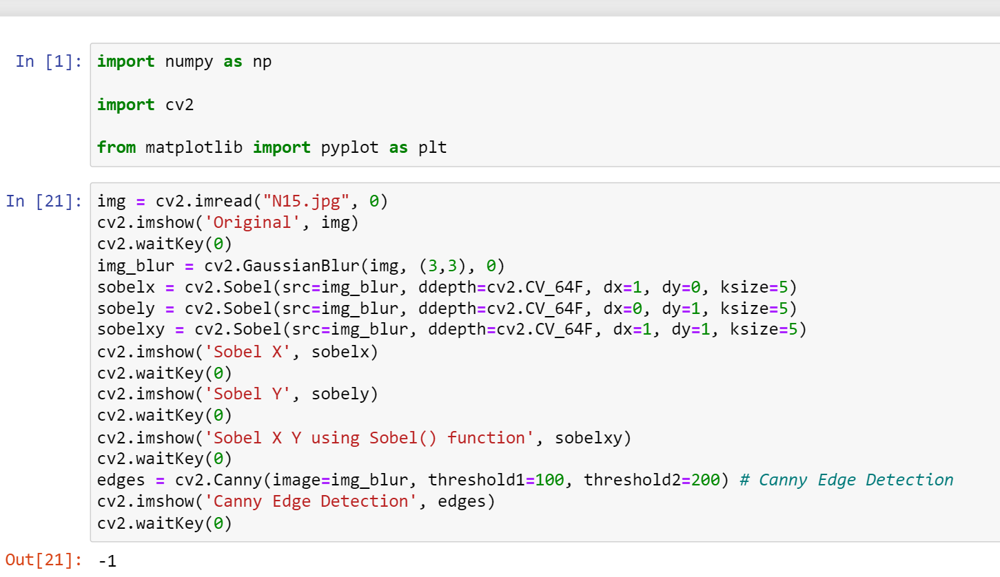 In [1]: import numpy as np
import cv2
from matplotlib import pyplot as plt
In [21]: img = cv2.imread("N15.jpg", 0)
cv2.imshow('Original', img)
cv2.waitKey(0)
img_blur = cv2.GaussianBlur(img, (3,3), 0)
sobelx = cv2.Sobel(src=img_blur, ddepth=cv2.CV_64F, dx=1, dy=0, ksize=5)
sobely = cv2.Sobel(src=img_blur, ddepth=cv2.CV_64F, dx=0, dy=1, ksize=5)
sobelxy = cv2.Sobel(src=img_blur, ddepth=cv2.CV_64F, dx=1, dy=1, ksize=5)
cv2.imshow('Sobel X', sobelx)
cv2.waitKey(0)
cv2.imshow('Sobel Y', sobely)
cv2.waitKey(0)
cv2.imshow('Sobel X Y using Sobel() function', sobelxy)
cv2.waitKey(0)
edges = cv2.Canny(image=img_blur, threshold1=100, threshold2=200) # Canny Edge Detection
cv2.imshow('Canny Edge Detection', edges)
cv2.waitKey(0)
Out[21]: -1